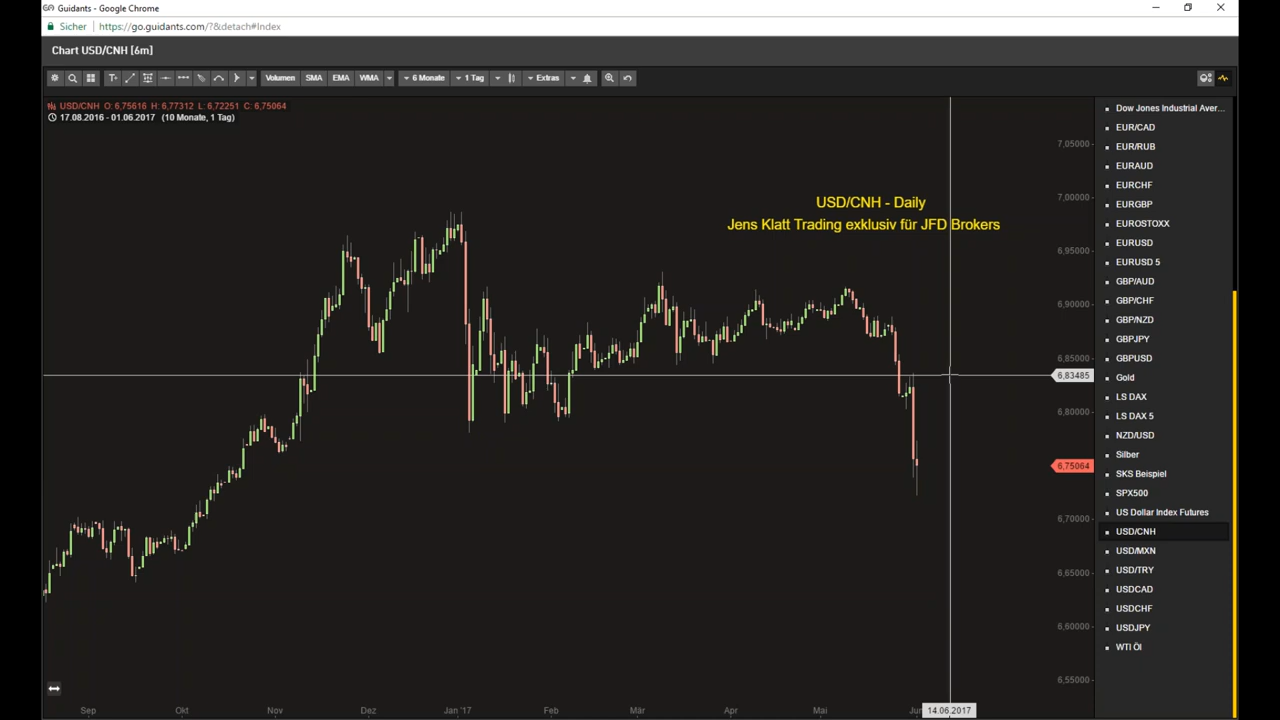 Guidants - Google Chrome
Sicher https://go.guidants.com/?&detach#Index
Chart USD/CNH [6m]
Volumen SMA EMA WMA 6 Monate 1 Tag Extras
USD/CNH O: 6,75616 H: 6,77312 L: 6,72251 C: 6,75064
17.08.2016 - 01.06.2017 (10 Monate, 1 Tag)
USD/CNH - Daily
Jens Klatt Trading exklusiv für JFD Brokers
7,05000
7,00000
6,95000
6,90000
6,85000
6,83485
6,80000
6,75064
6,70000
6,65000
6,60000
6,55000
Sep Okt Nov Dez Jan '17 Feb Mär Apr Mai Jun 14.06.2017
Dow Jones Industrial Aver...
EUR/CAD
EUR/RUB
EURAUD
EURCHF
EURGBP
EUROSTOXX
EURUSD
EURUSD 5
GBP/AUD
GBP/CHF
GBP/NZD
GBPJPY
GBPUSD
Gold
LS DAX
LS DAX 5
NZD/USD
Silber
SKS Beispiel
SPX500
US Dollar Index Futures
USD/CNH
USD/MXN
USD/TRY
USDCAD
USDCHF
USDJPY
WTI Öl